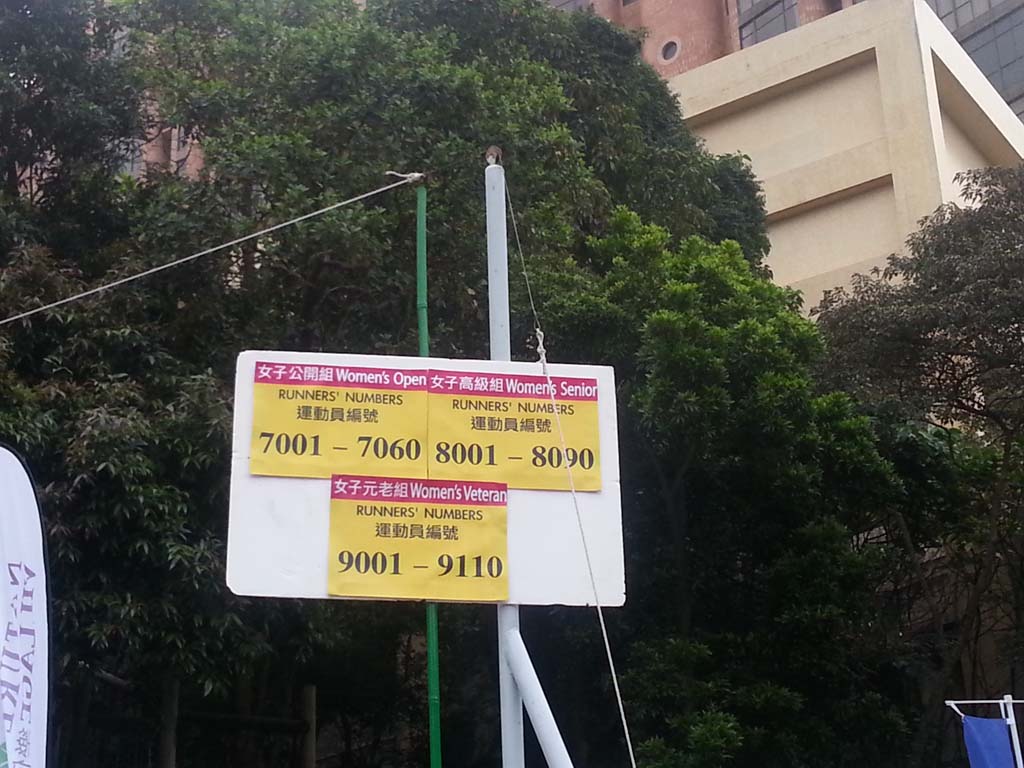 女子公開組 Women's Open
RUNNERS' NUMBERS
運動員編號
7001 – 7060
女子高級組 Women's Senior
RUNNERS' NUMBERS
運動員編號
8001 – 8090
女子元老組 Women's Veteran
RUNNERS' NUMBERS
運動員編號
9001 – 9110